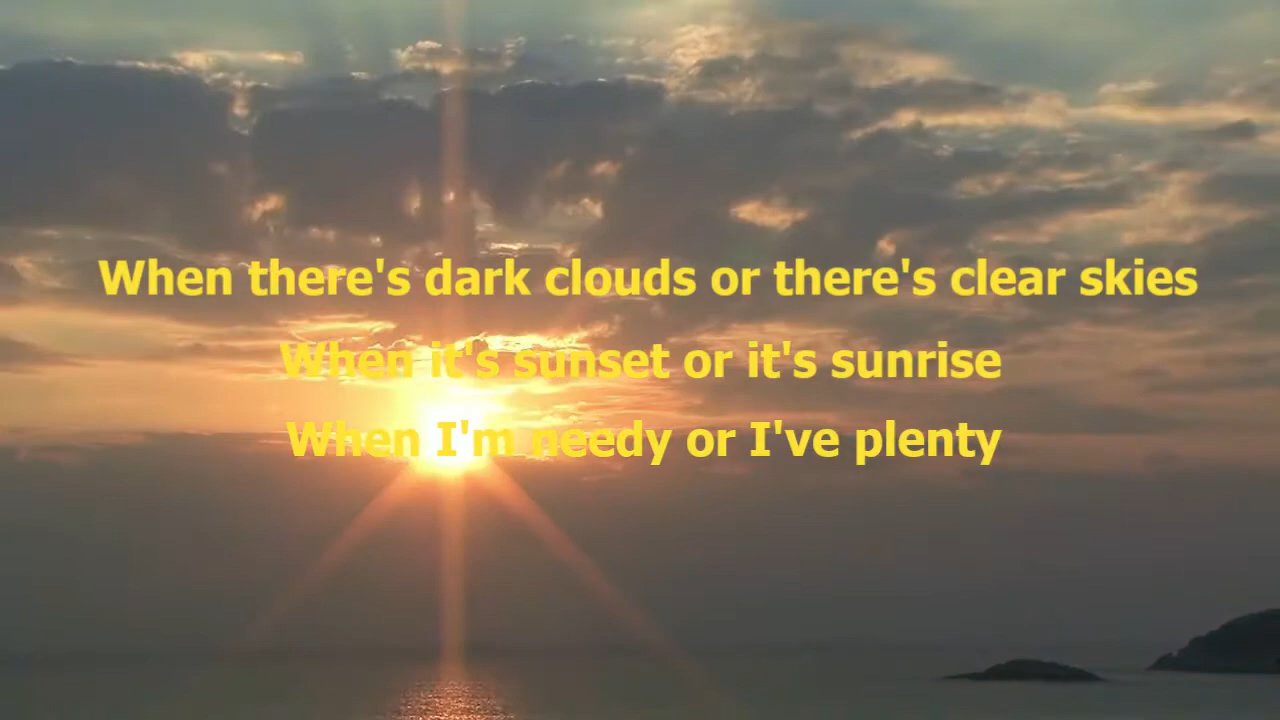 When there's dark clouds or there's clear skies
When it's sunset or it's sunrise
When I'm needy or I've plenty